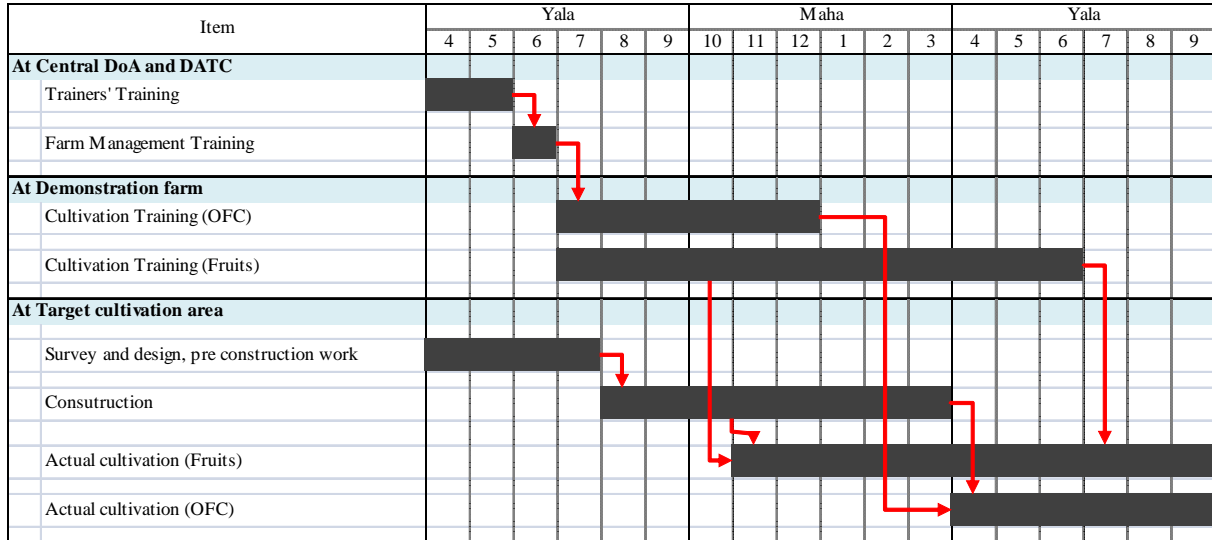 Item Yala Maha Yala
4 5 6 7 8 9 10 11 12 1 2 3 4 5 6 7 8 9
At Central DoA and DATC
Trainers' Training
Farm Management Training
At Demonstration farm
Cultivation Training (OFC)
Cultivation Training (Fruits)
At Target cultivation area
Survey and design, pre construction work
Consutruction
Actual cultivation (Fruits)
Actual cultivation (OFC)